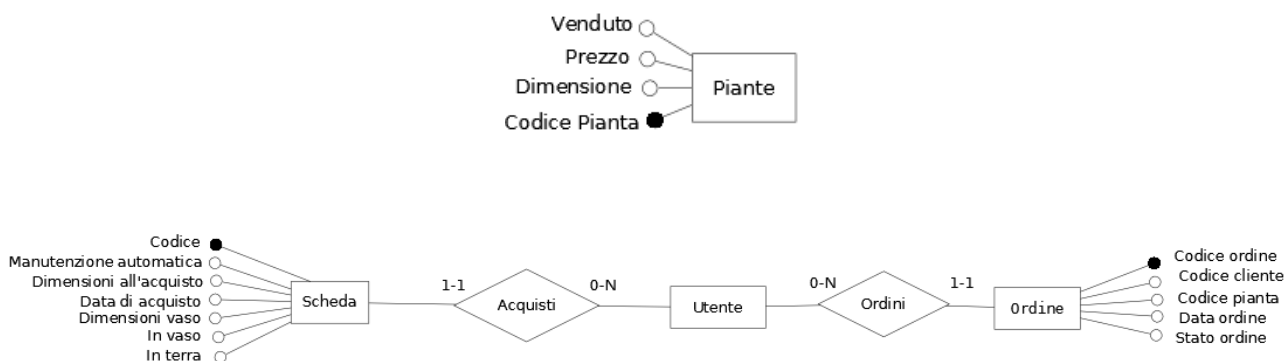 Venduto
Prezzo
Dimensione
Codice Pianta
Piante
Codice
Manutenzione automatica
Dimensioni all'acquisto
Data di acquisto
Dimensioni vaso
In vaso
In terra
Scheda
1-1
Acquisti
0-N
Utente
0-N
Ordini
1-1
Ordine
Codice ordine
Codice cliente
Codice pianta
Data ordine
Stato ordine